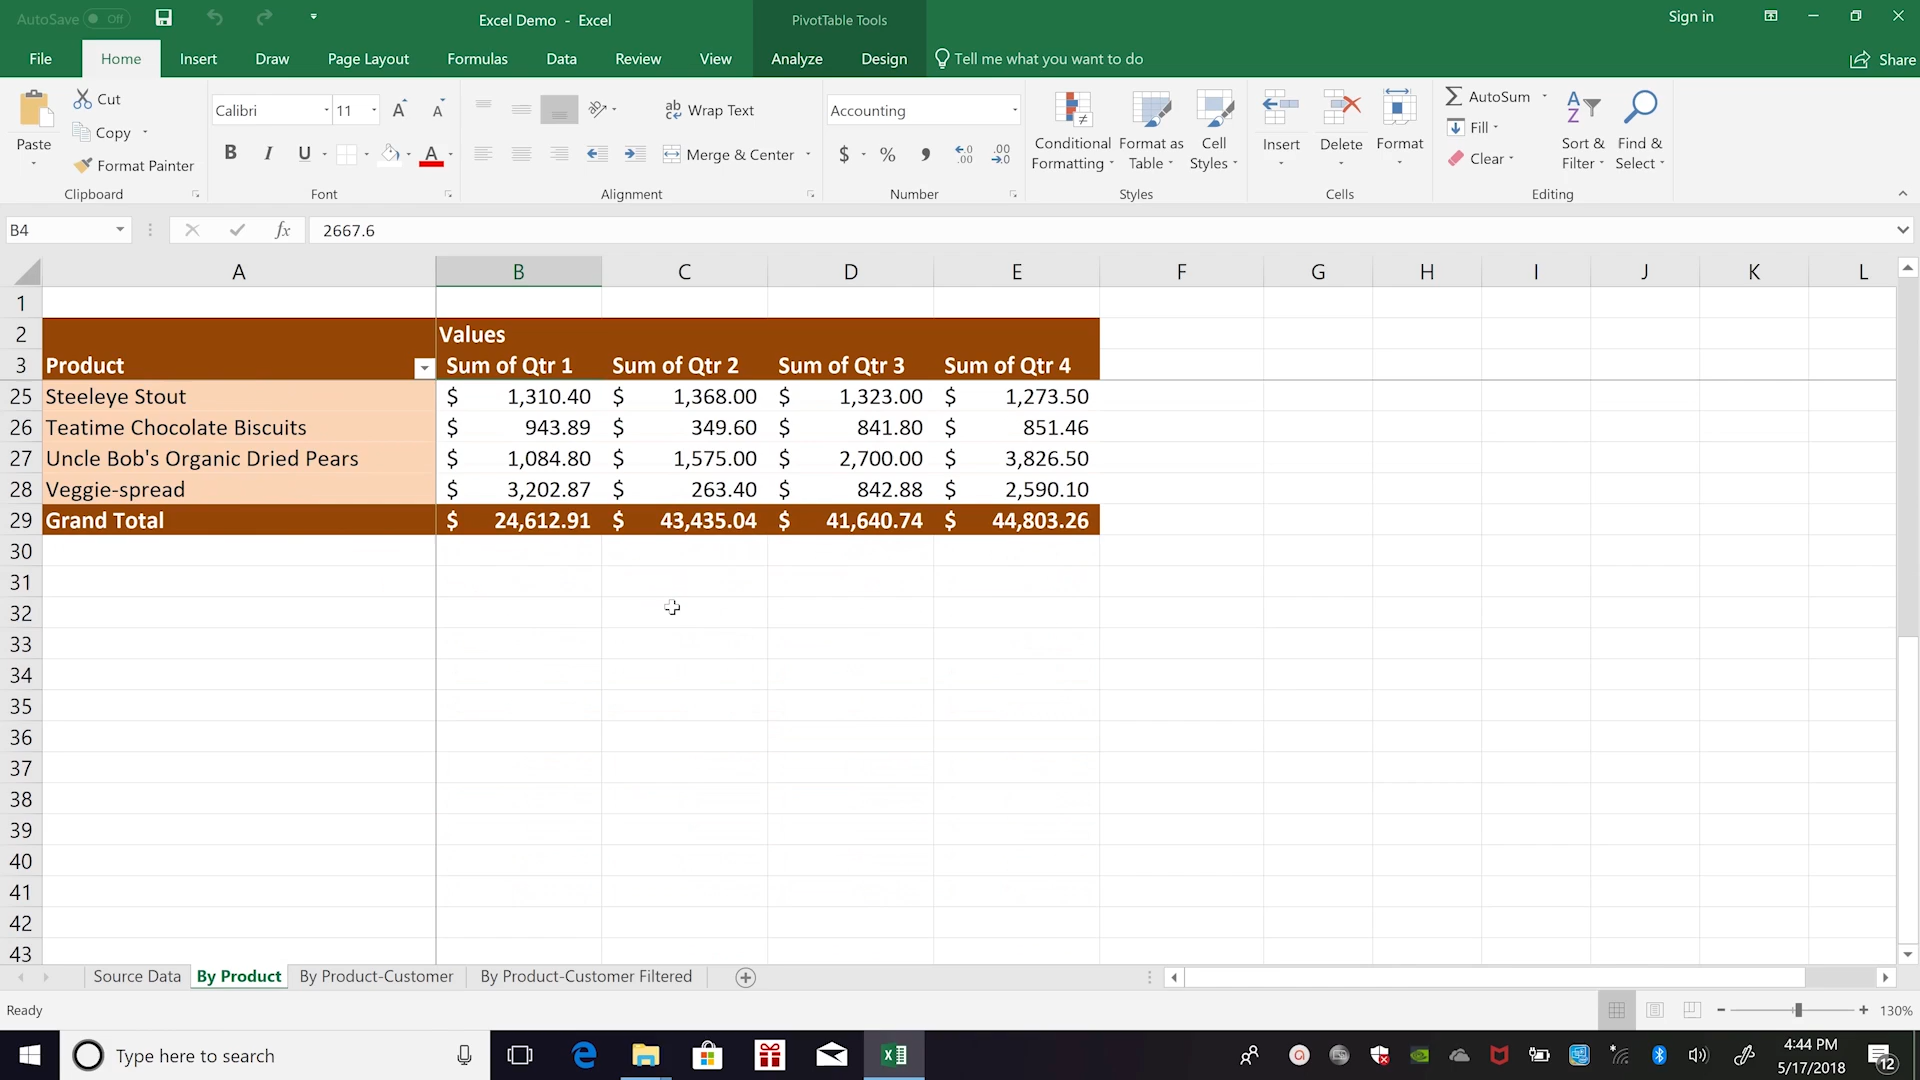 AutoSave Off
Excel Demo - Excel
PivotTable Tools
Sign in
File Home Insert Draw Page Layout Formulas Data Review View Analyze Design Tell me what you want to do Share
Paste Cut Copy Format Painter
Clipboard
Calibri 11
B I U A
Font
ab Wrap Text
Merge & Center
Alignment
Accounting
$ % ,
Number
Conditional Formatting
Format as Table
Cell Styles
Styles
Insert Delete Format
Cells
AutoSum
Fill
Clear
Sort & Filter
Find & Select
Editing
B4 fx 2667.6
A B C D E F G H I J K L
1
2 Values
3 Product Sum of Qtr 1 Sum of Qtr 2 Sum of Qtr 3 Sum of Qtr 4
25 Steeleye Stout $ 1,310.40 $ 1,368.00 $ 1,323.00 $ 1,273.50
26 Teatime Chocolate Biscuits $ 943.89 $ 349.60 $ 841.80 $ 851.46
27 Uncle Bob's Organic Dried Pears $ 1,084.80 $ 1,575.00 $ 2,700.00 $ 3,826.50
28 Veggie-spread $ 3,202.87 $ 263.40 $ 842.88 $ 2,590.10
29 Grand Total $ 24,612.91 $ 43,435.04 $ 41,640.74 $ 44,803.26
30
31
32
33
34
35
36
37
38
39
40
41
42
43
Source Data By Product By Product-Customer By Product-Customer Filtered
Ready 130%
Type here to search
4:44 PM
5/17/2018
12